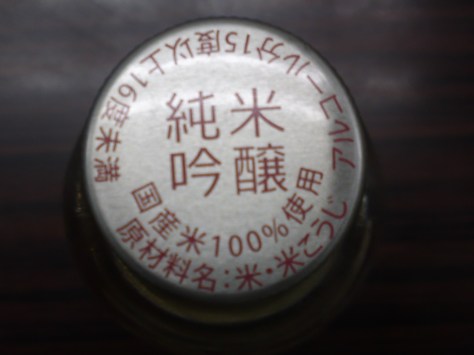 純米
吟醸
国産米100%使用
原材料名:米・米こうじ
アルコール分15度以上16度未満